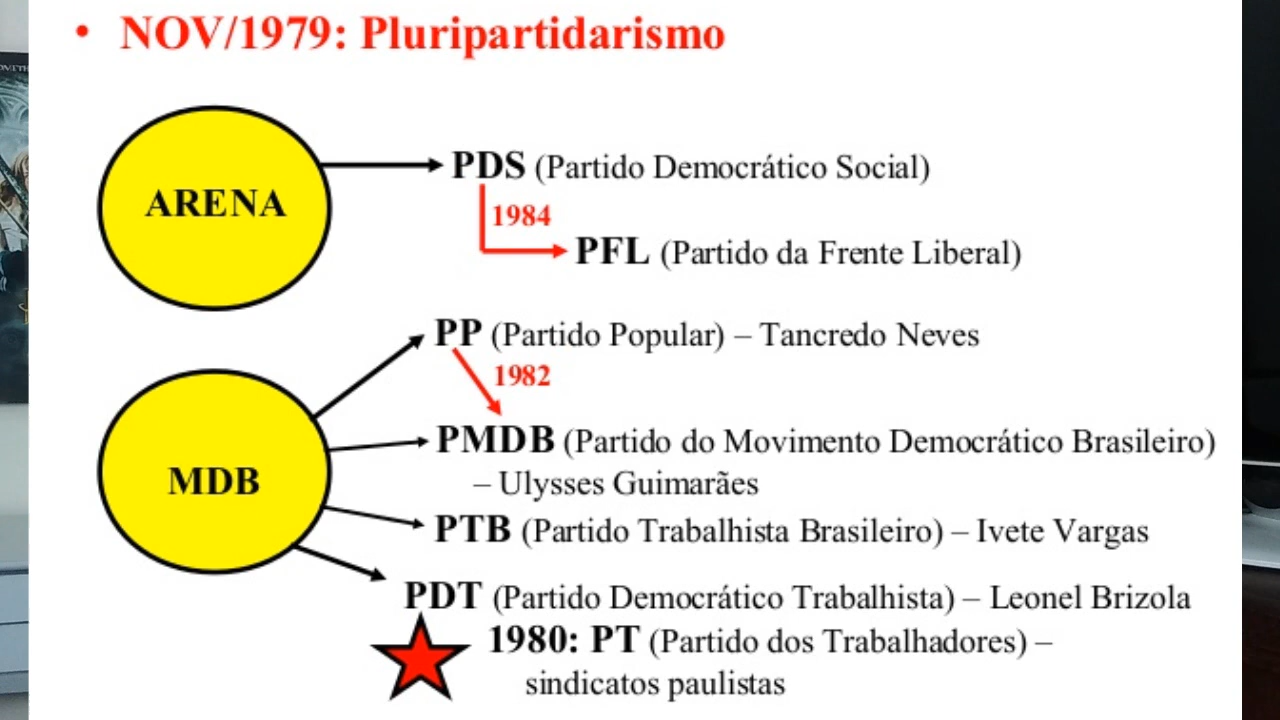 • NOV/1979: Pluripartidarismo
ARENA
PDS (Partido Democrático Social)
1984
PFL (Partido da Frente Liberal)
PP (Partido Popular) – Tancredo Neves
1982
PMDB (Partido do Movimento Democrático Brasileiro)
– Ulysses Guimarães
MDB
PTB (Partido Trabalhista Brasileiro) – Ivete Vargas
PDT (Partido Democrático Trabalhista) – Leonel Brizola
1980: PT (Partido dos Trabalhadores) –
sindicatos paulistas